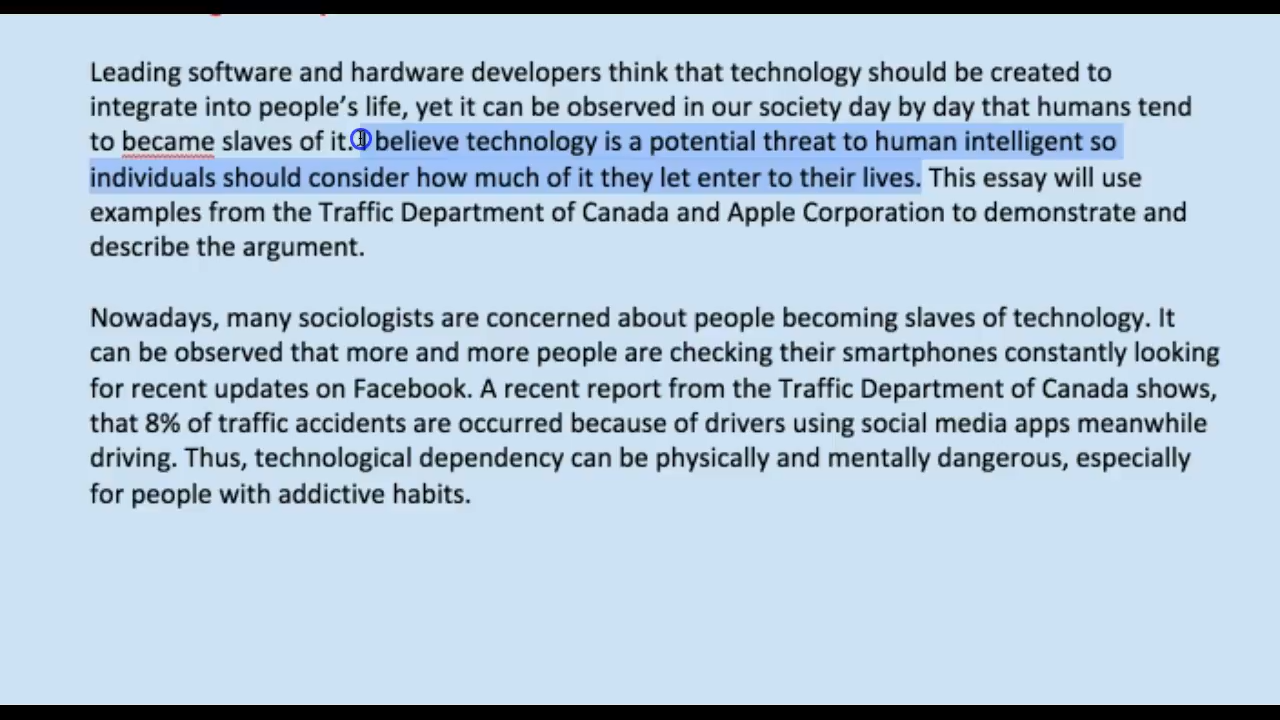 Leading software and hardware developers think that technology should be created to
integrate into people’s life, yet it can be observed in our society day by day that humans tend
to became slaves of it. I believe technology is a potential threat to human intelligent so
individuals should consider how much of it they let enter to their lives. This essay will use
examples from the Traffic Department of Canada and Apple Corporation to demonstrate and
describe the argument.
Nowadays, many sociologists are concerned about people becoming slaves of technology. It
can be observed that more and more people are checking their smartphones constantly looking
for recent updates on Facebook. A recent report from the Traffic Department of Canada shows,
that 8% of traffic accidents are occurred because of drivers using social media apps meanwhile
driving. Thus, technological dependency can be physically and mentally dangerous, especially
for people with addictive habits.